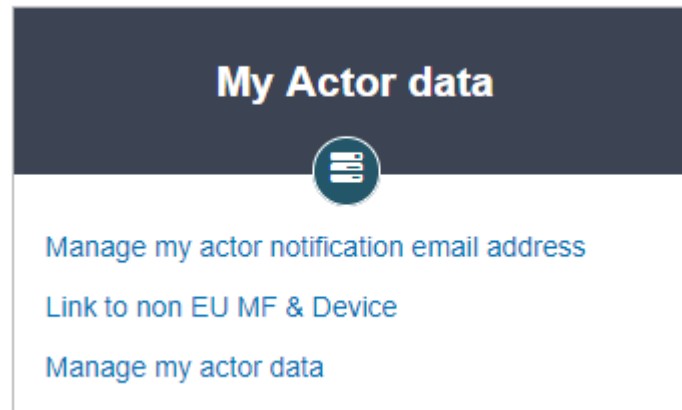 My Actor data
Manage my actor notification email address
Link to non EU MF & Device
Manage my actor data